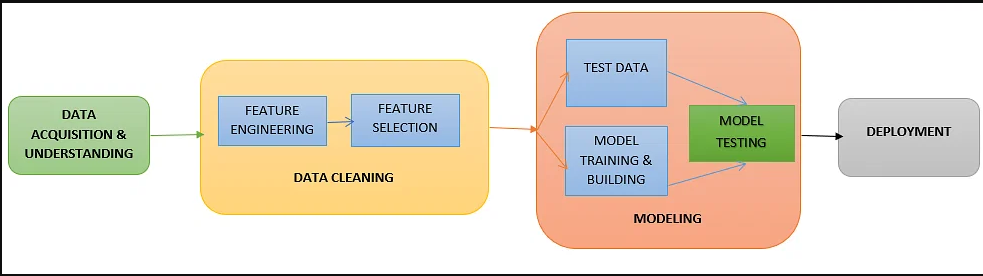 DATA
ACQUISITION &
UNDERSTANDING
FEATURE
ENGINEERING
FEATURE
SELECTION
DATA CLEANING
TEST DATA
MODEL
TRAINING &
BUILDING
MODEL
TESTING
MODELING
DEPLOYMENT